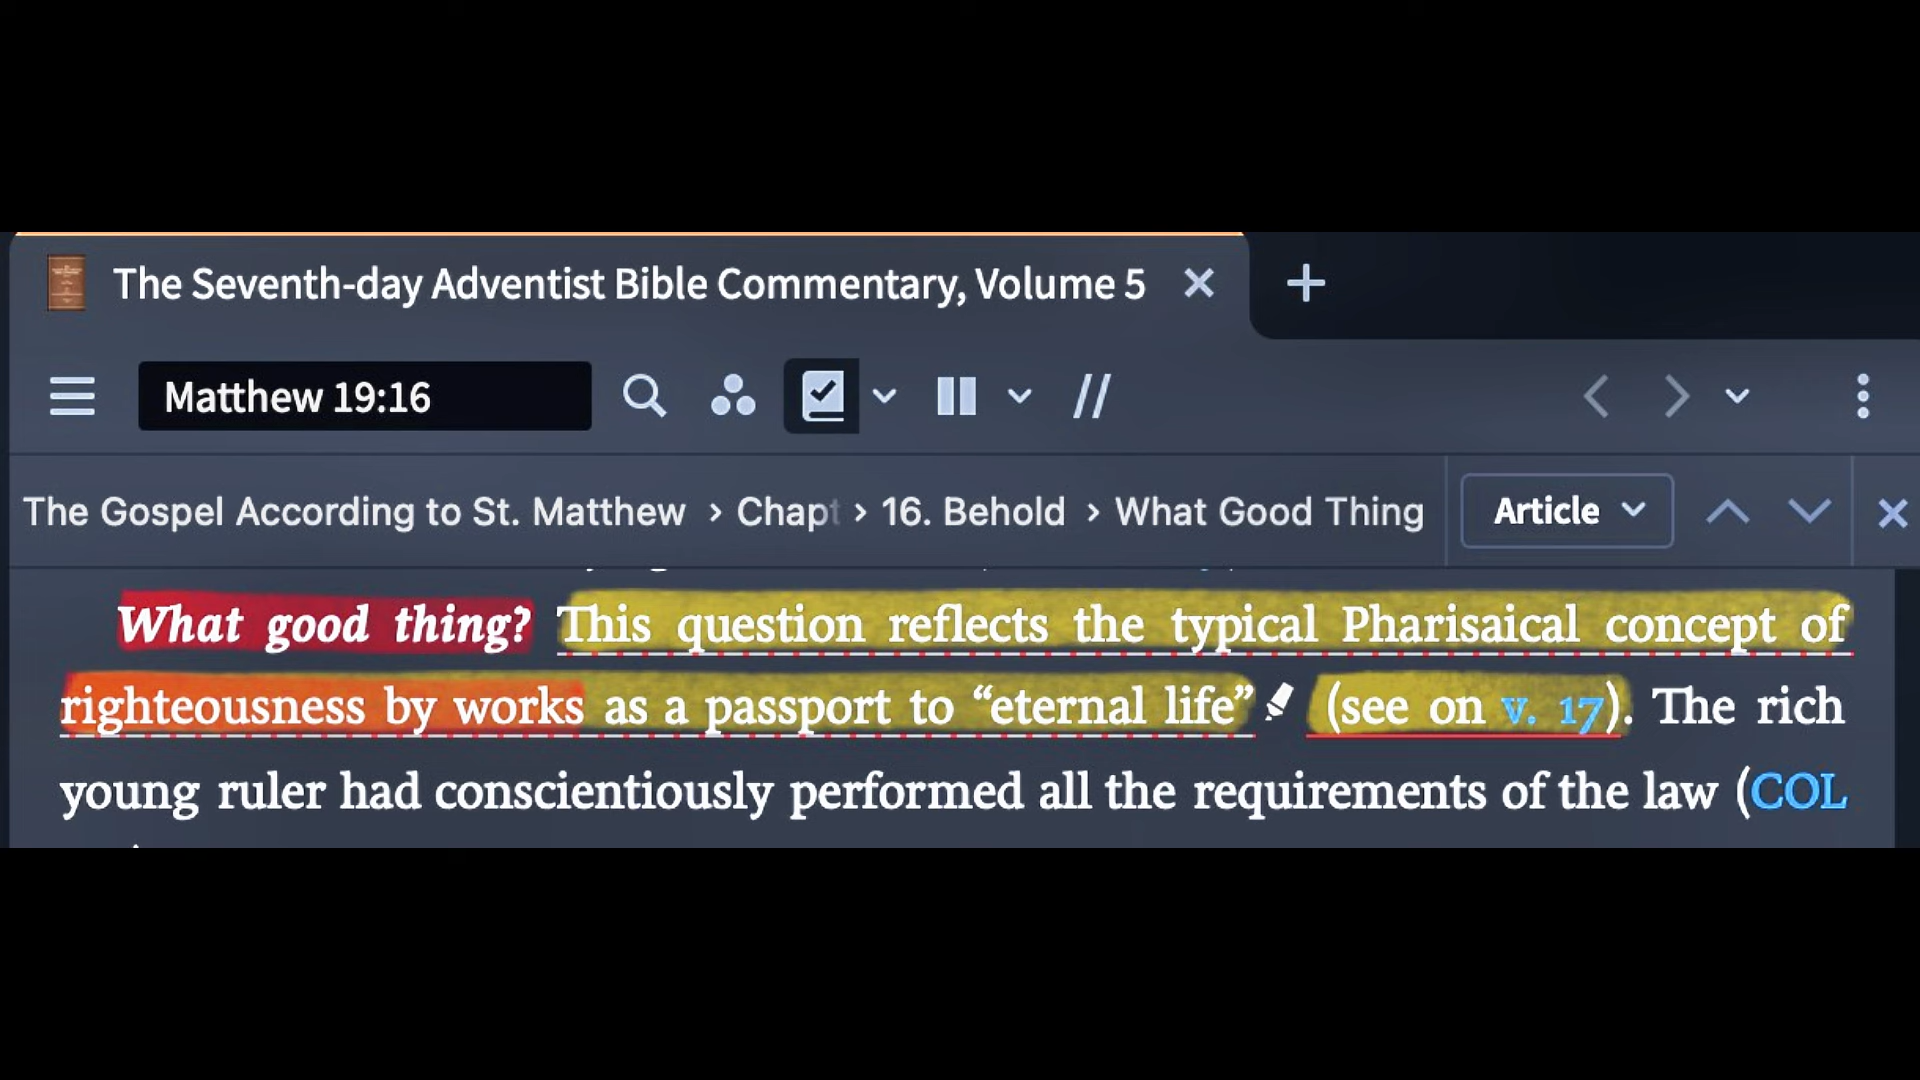 The Seventh-day Adventist Bible Commentary, Volume 5
Matthew 19:16
The Gospel According to St. Matthew › Chapt › 16. Behold › What Good Thing Article
What good thing? This question reflects the typical Pharisaical concept of
righteousness by works as a passport to “eternal life” (see on v. 17). The rich
young ruler had conscientiously performed all the requirements of the law (COL